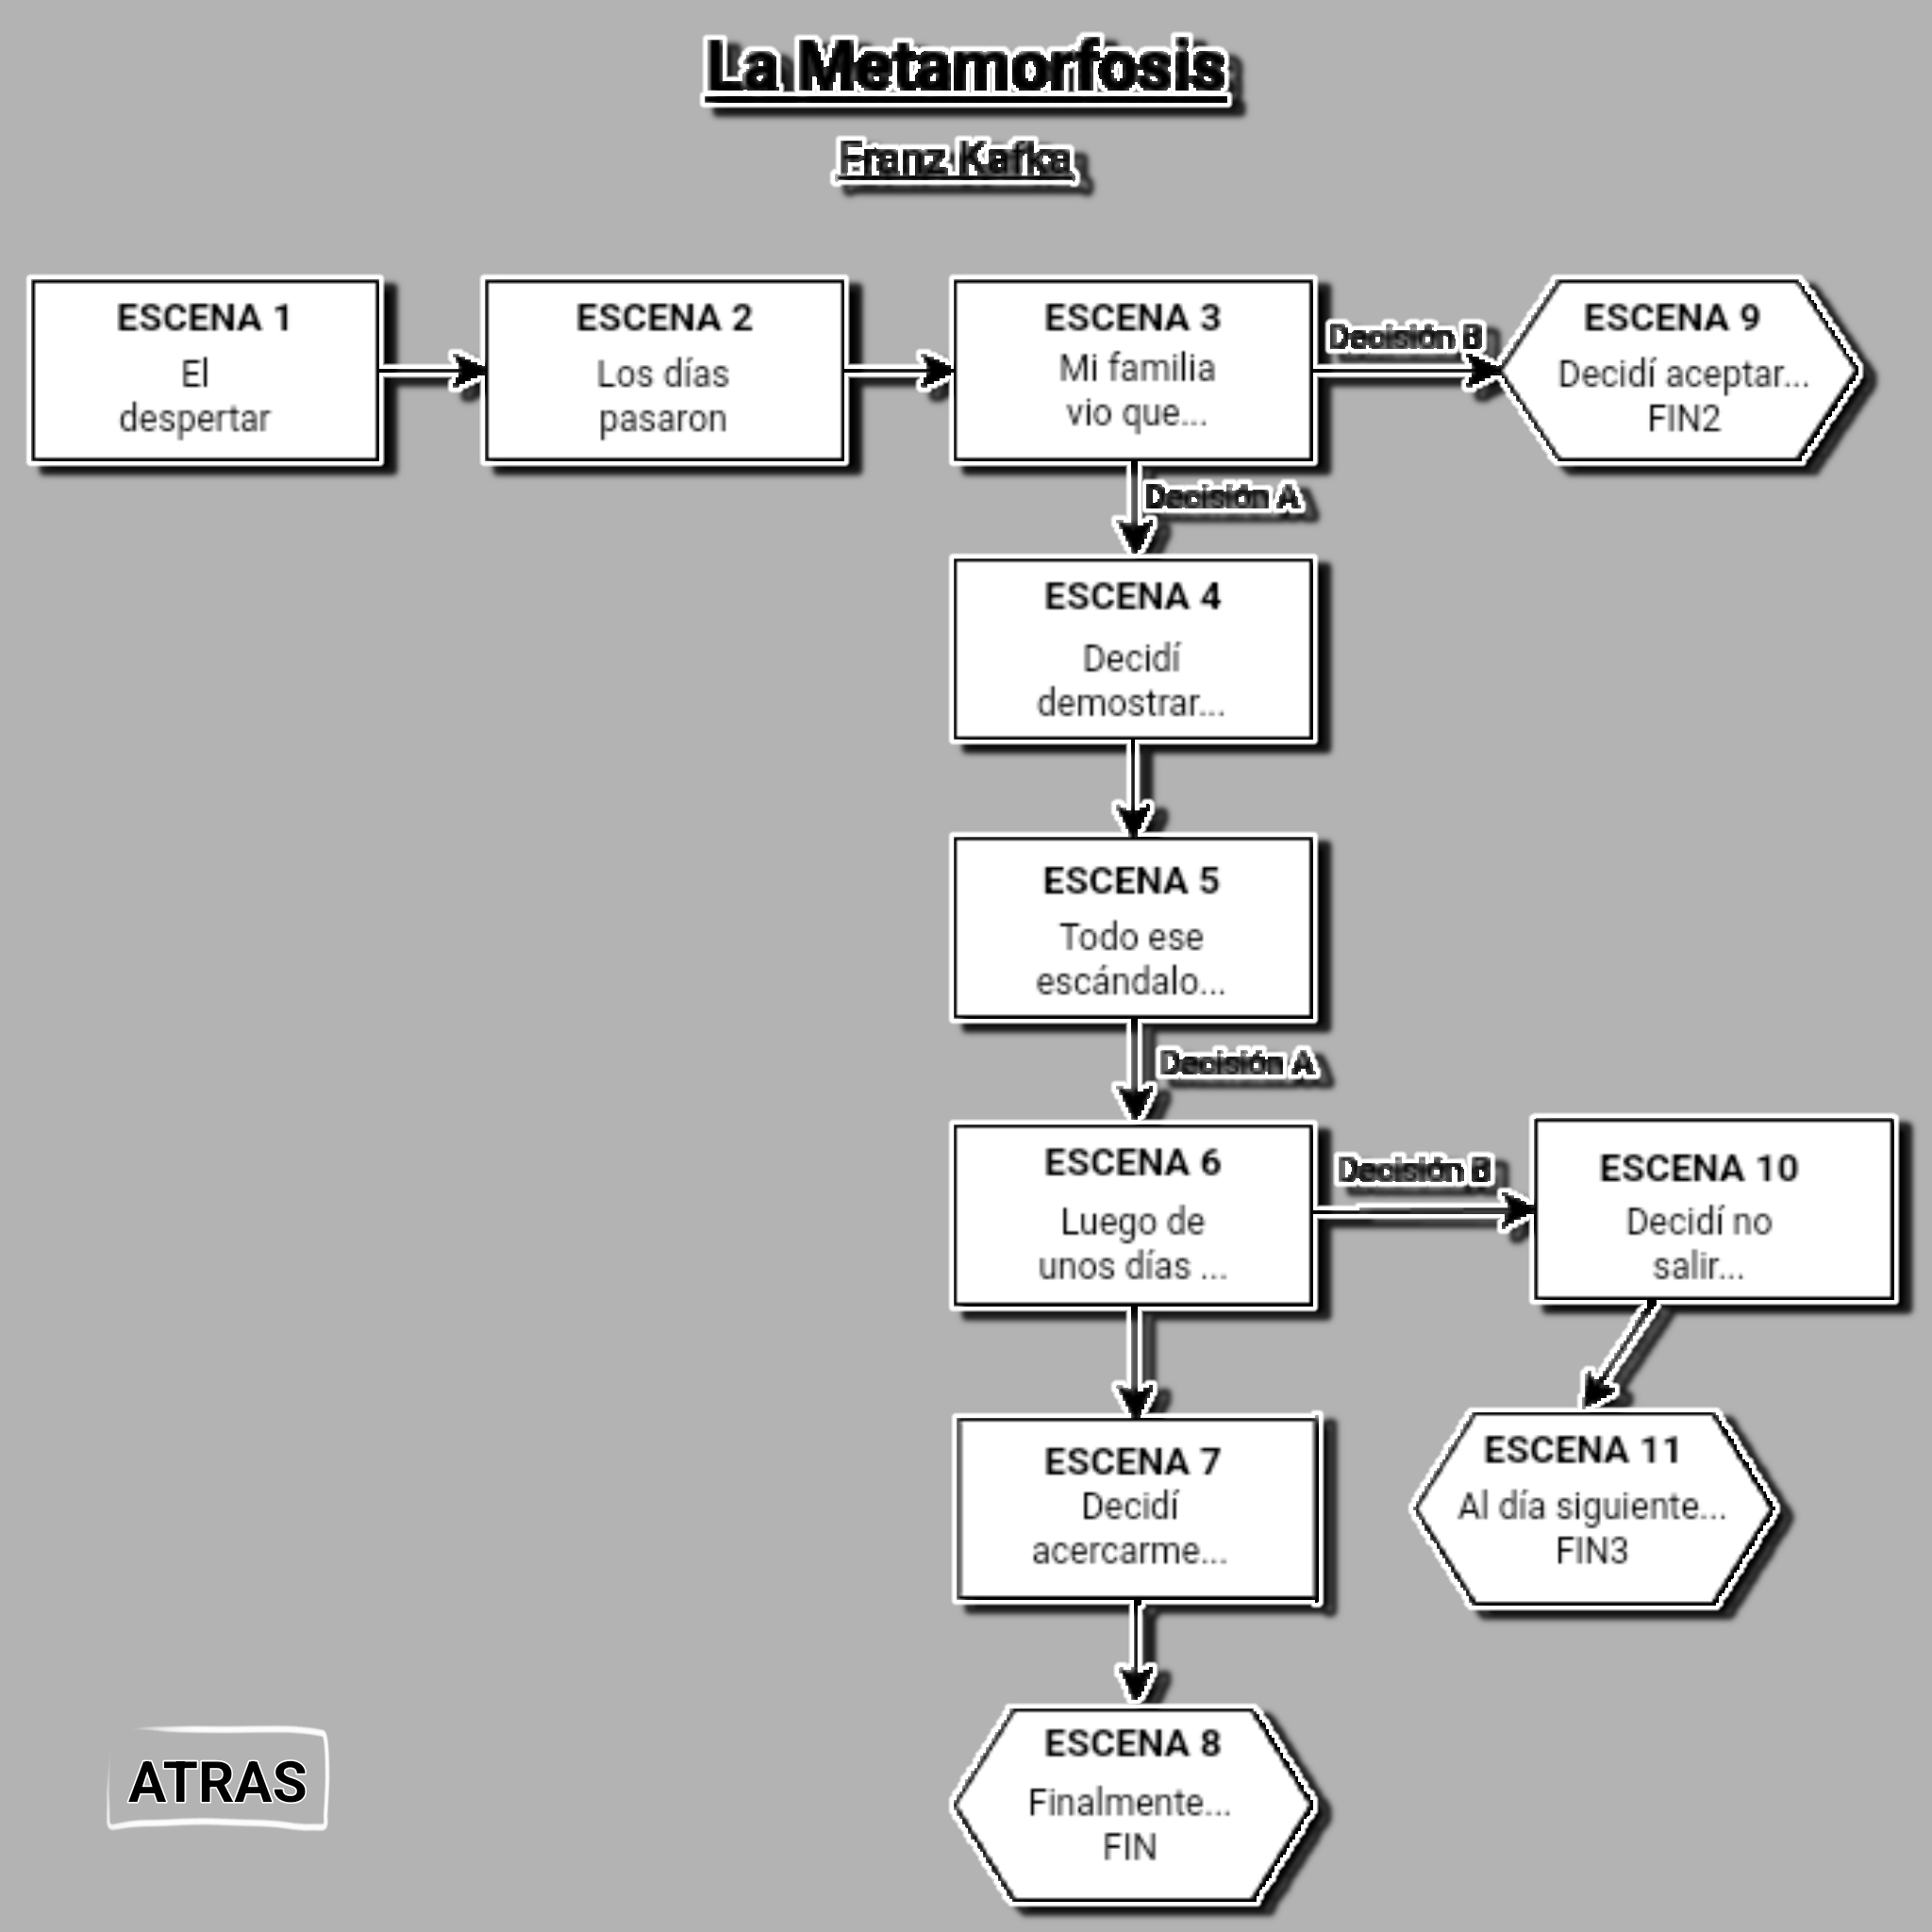 La Metamorfosis
Franz Kafka
ESCENA 1
El
despertar
ESCENA 2
Los días
pasaron
ESCENA 3
Mi familia
vio que...
Decisión B
ESCENA 9
Decidí aceptar...
FIN2
Decisión A
ESCENA 4
Decidí
demostrar...
ESCENA 5
Todo ese
escándalo...
Decisión A
ESCENA 6
Luego de
unos días ...
Decisión B
ESCENA 10
Decidí no
salir...
ESCENA 7
Decidí
acercarme...
ESCENA 11
Al día siguiente...
FIN3
ESCENA 8
Finalmente...
FIN
ATRAS